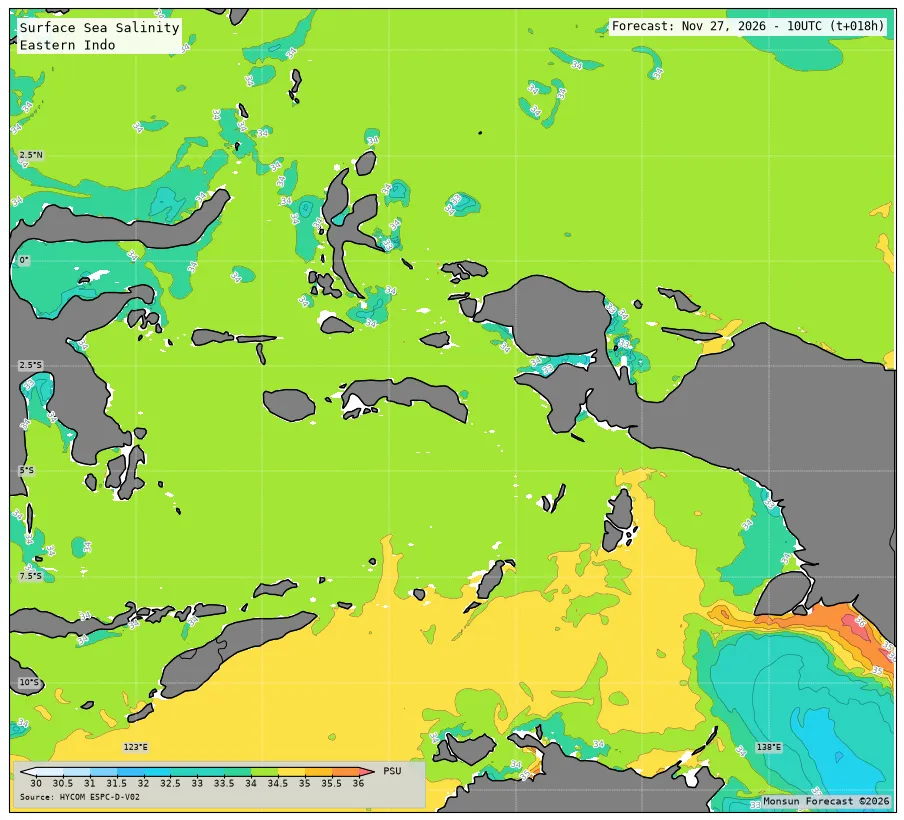 Surface Sea Salinity
Eastern Indo
Forecast: Nov 27, 2026 - 10UTC (t+018h)
2.5°N
0°
2.5°S
5°S
7.5°S
10°S
123°E
138°E
30 30.5 31 31.5 32 32.5 33 33.5 34 34.5 35 35.5 36 PSU
Source: HYCOM ESPC-D-V02
Monsun Forecast ©2026